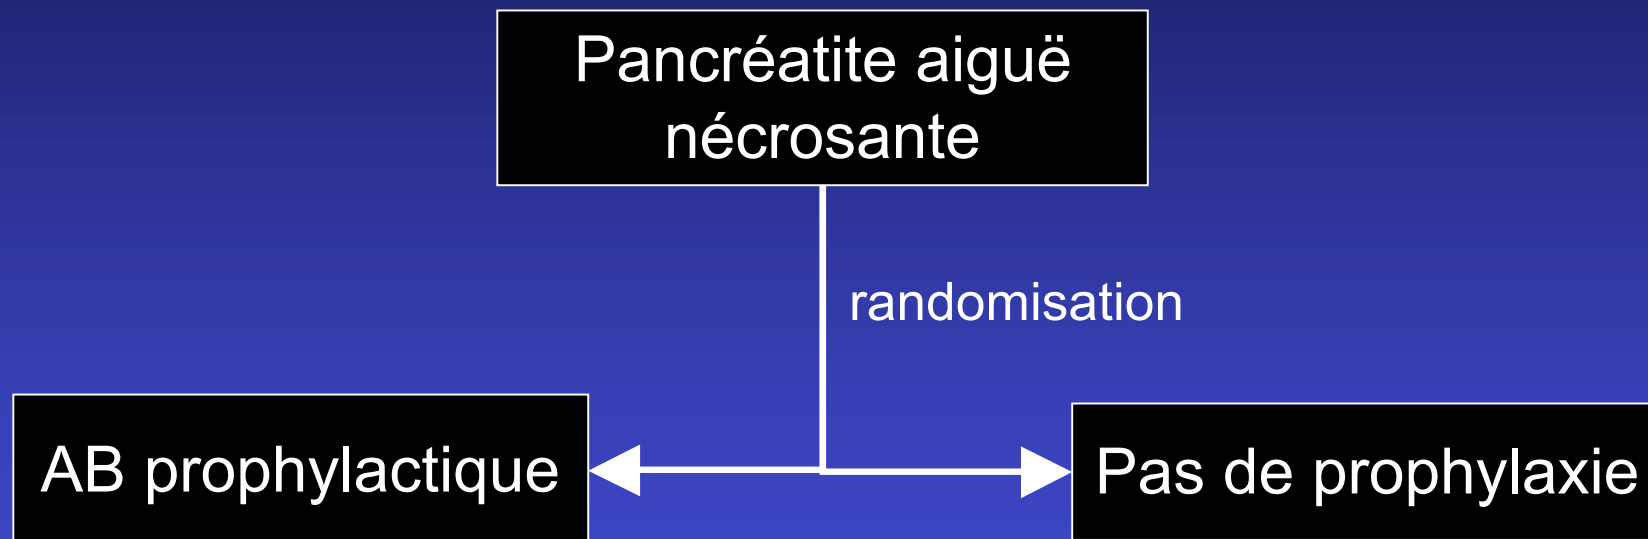 Pancréatite aiguë
nécrosante
randomisation
AB prophylactique
Pas de prophylaxie